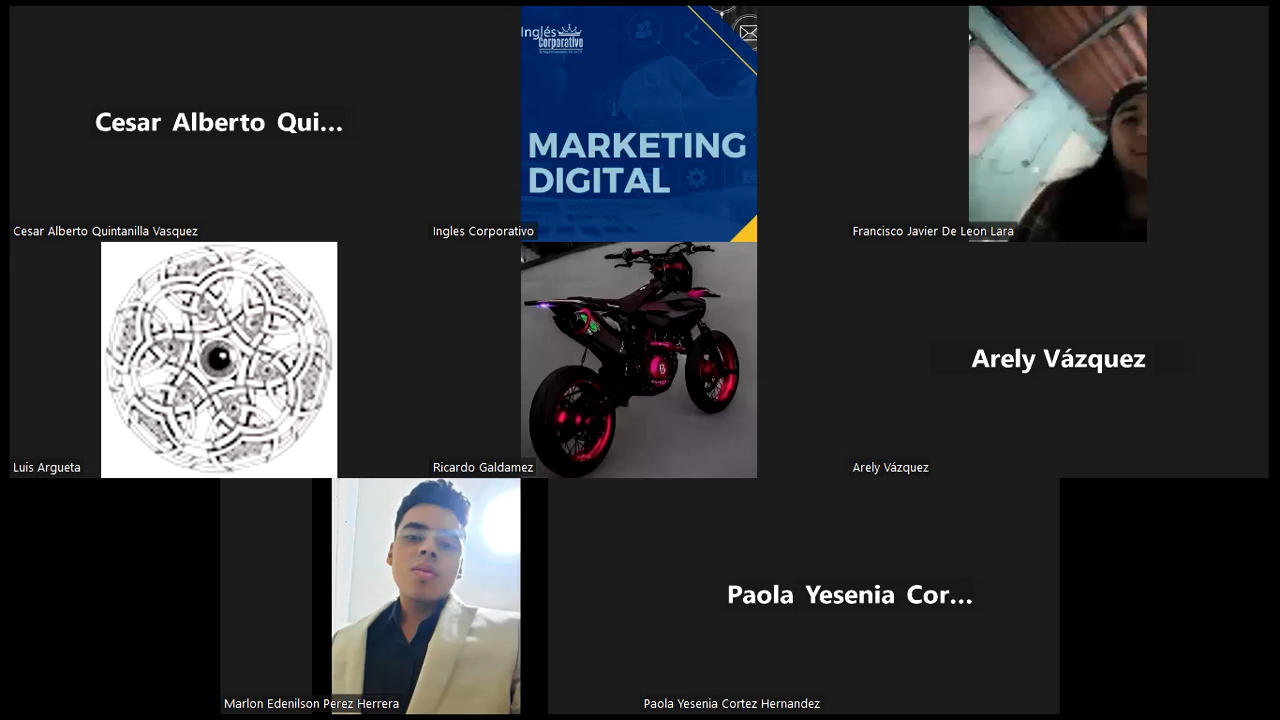 Cesar Alberto Qui...
Cesar Alberto Quintanilla Vasquez
Inglés
Corporativo
MARKETING
DIGITAL
Ingles Corporativo
Francisco Javier De Leon Lara
Luis Argueta
Ricardo Galdamez
Arely Vázquez
Arely Vázquez
Marlon Edenilson Perez Herrera
Paola Yesenia Cor...
Paola Yesenia Cortez Hernandez